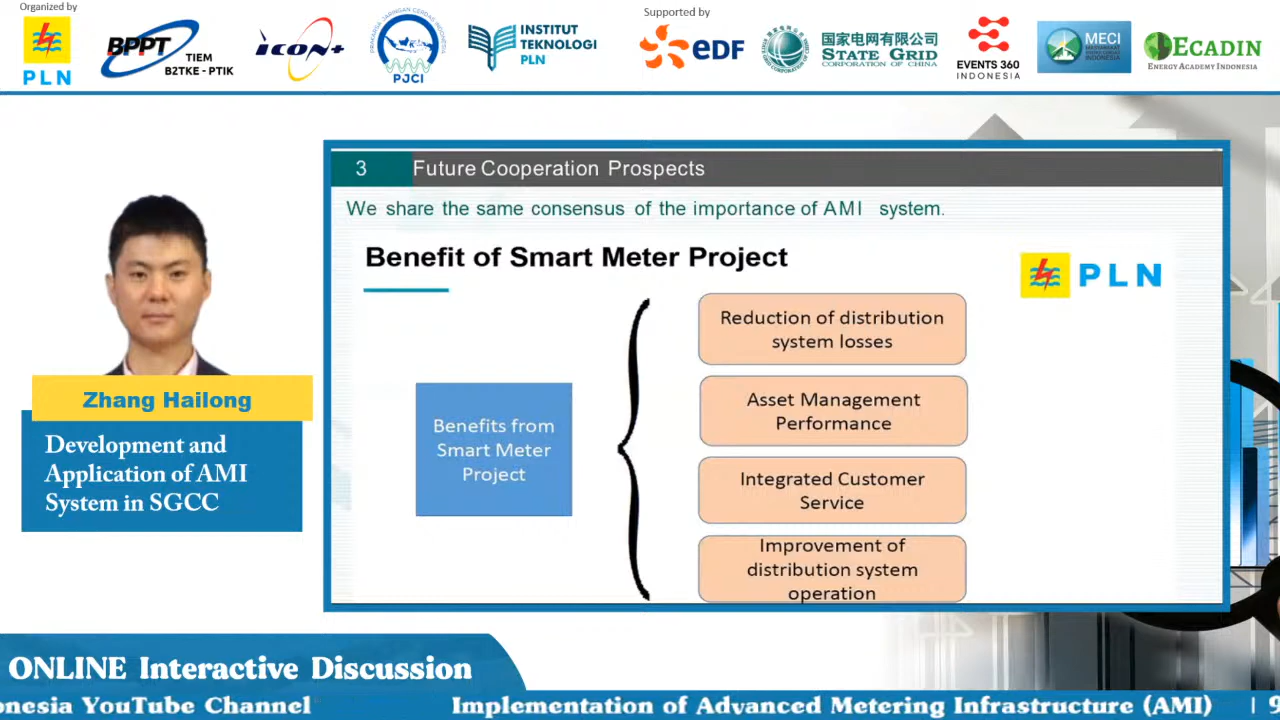 Organized by
PLN
BPPT
TIEM
B2TKE - PTIK
icon+
PRAKARSA JARINGAN CERDAS INDONESIA
PJCI
INSTITUT
TEKNOLOGI
PLN
Supported by
eDF
国家电网有限公司
STATE GRID
CORPORATION OF CHINA
EVENTS 360
INDONESIA
MECI
ECADIN
ENERGY ACADEMY INDONESIA
3 Future Cooperation Prospects
We share the same consensus of the importance of AMI system.
Benefit of Smart Meter Project
PLN
Benefits from
Smart Meter
Project
Reduction of distribution
system losses
Asset Management
Performance
Integrated Customer
Service
Improvement of
distribution system
operation
Zhang Hailong
Development and
Application of AMI
System in SGCC
ONLINE Interactive Discussion
onesia YouTube Channel Implementation of Advanced Metering Infrastructure (AMI) | 9